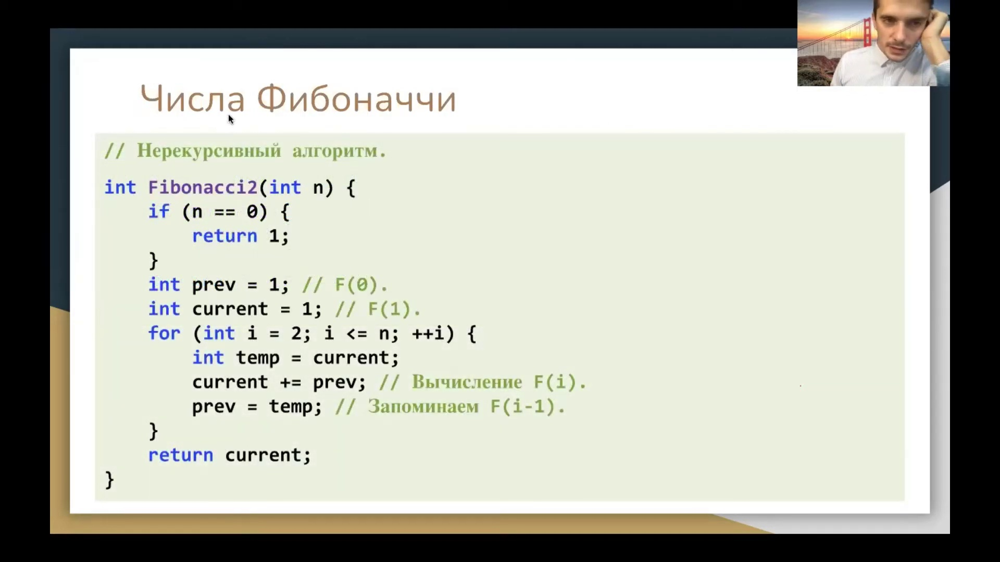 Числа Фибоначчи
// Нерекурсивный алгоритм.
int Fibonacci2(int n) {
    if (n == 0) {
        return 1;
    }
    int prev = 1; // F(0).
    int current = 1; // F(1).
    for (int i = 2; i <= n; ++i) {
        int temp = current;
        current += prev; // Вычисление F(i).
        prev = temp; // Запоминаем F(i-1).
    }
    return current;
}